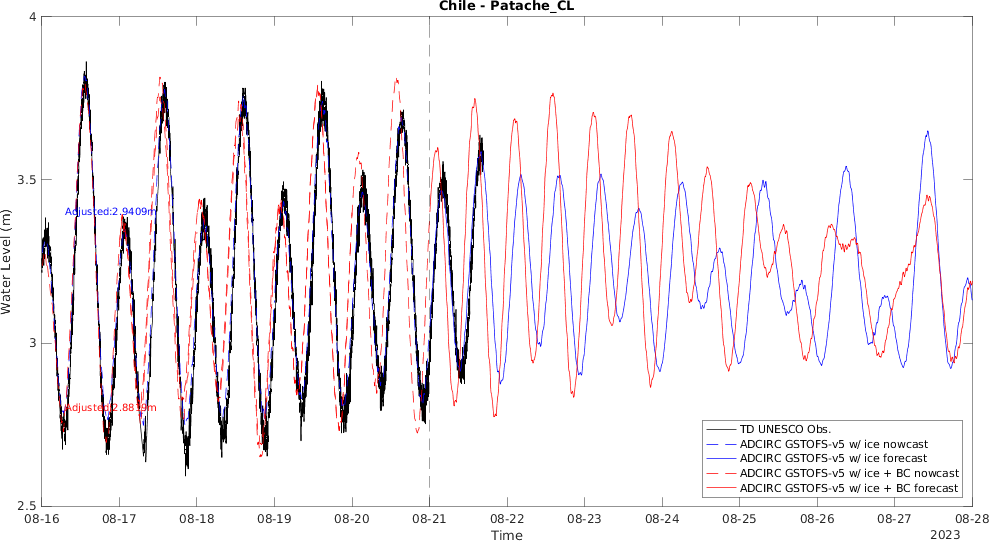 Chile - Patache_CL
4
3.5
3
2.5
Water Level (m)
Adjusted:2.9409m
Adjusted:2.8819m
TD UNESCO Obs.
ADCIRC GSTOFS-v5 w/ ice nowcast
ADCIRC GSTOFS-v5 w/ ice forecast
ADCIRC GSTOFS-v5 w/ ice + BC nowcast
ADCIRC GSTOFS-v5 w/ ice + BC forecast
08-16 08-17 08-18 08-19 08-20 08-21 08-22 08-23 08-24 08-25 08-26 08-27 08-28
Time
2023